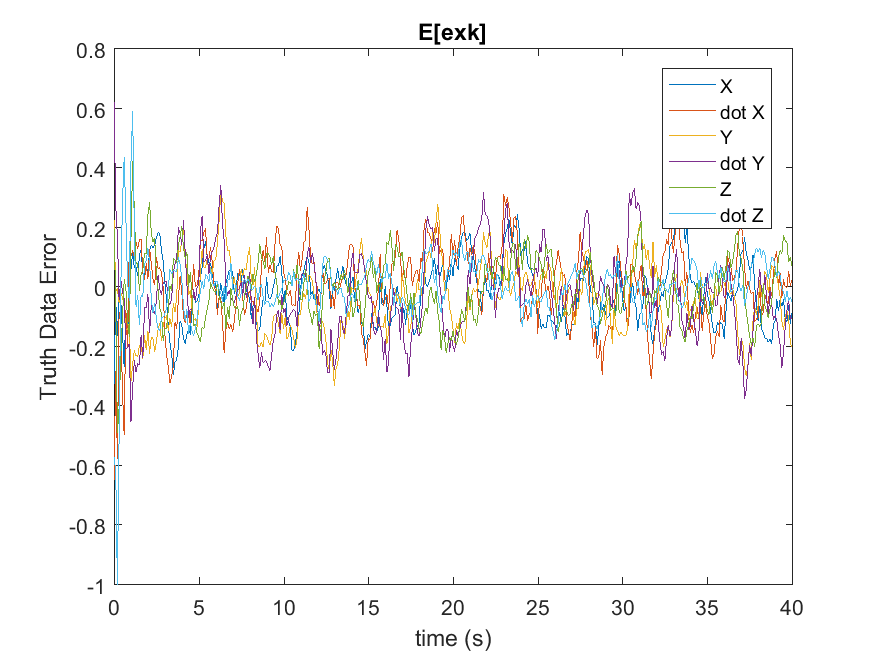 E[exk]
0.8
0.6
0.4
0.2
0
-0.2
-0.4
-0.6
-0.8
-1
Truth Data Error
X
dot X
Y
dot Y
Z
dot Z
0 5 10 15 20 25 30 35 40
time (s)